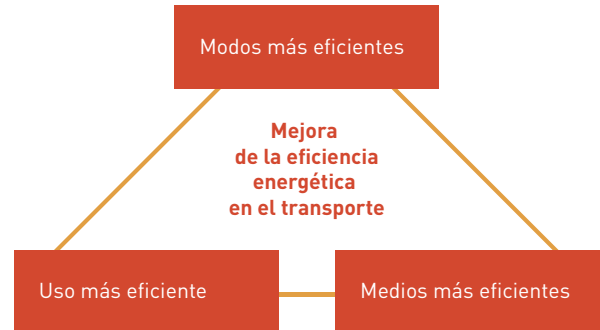 Modos más eficientes
Mejora
de la eficiencia
energética
en el transporte
Uso más eficiente
Medios más eficientes